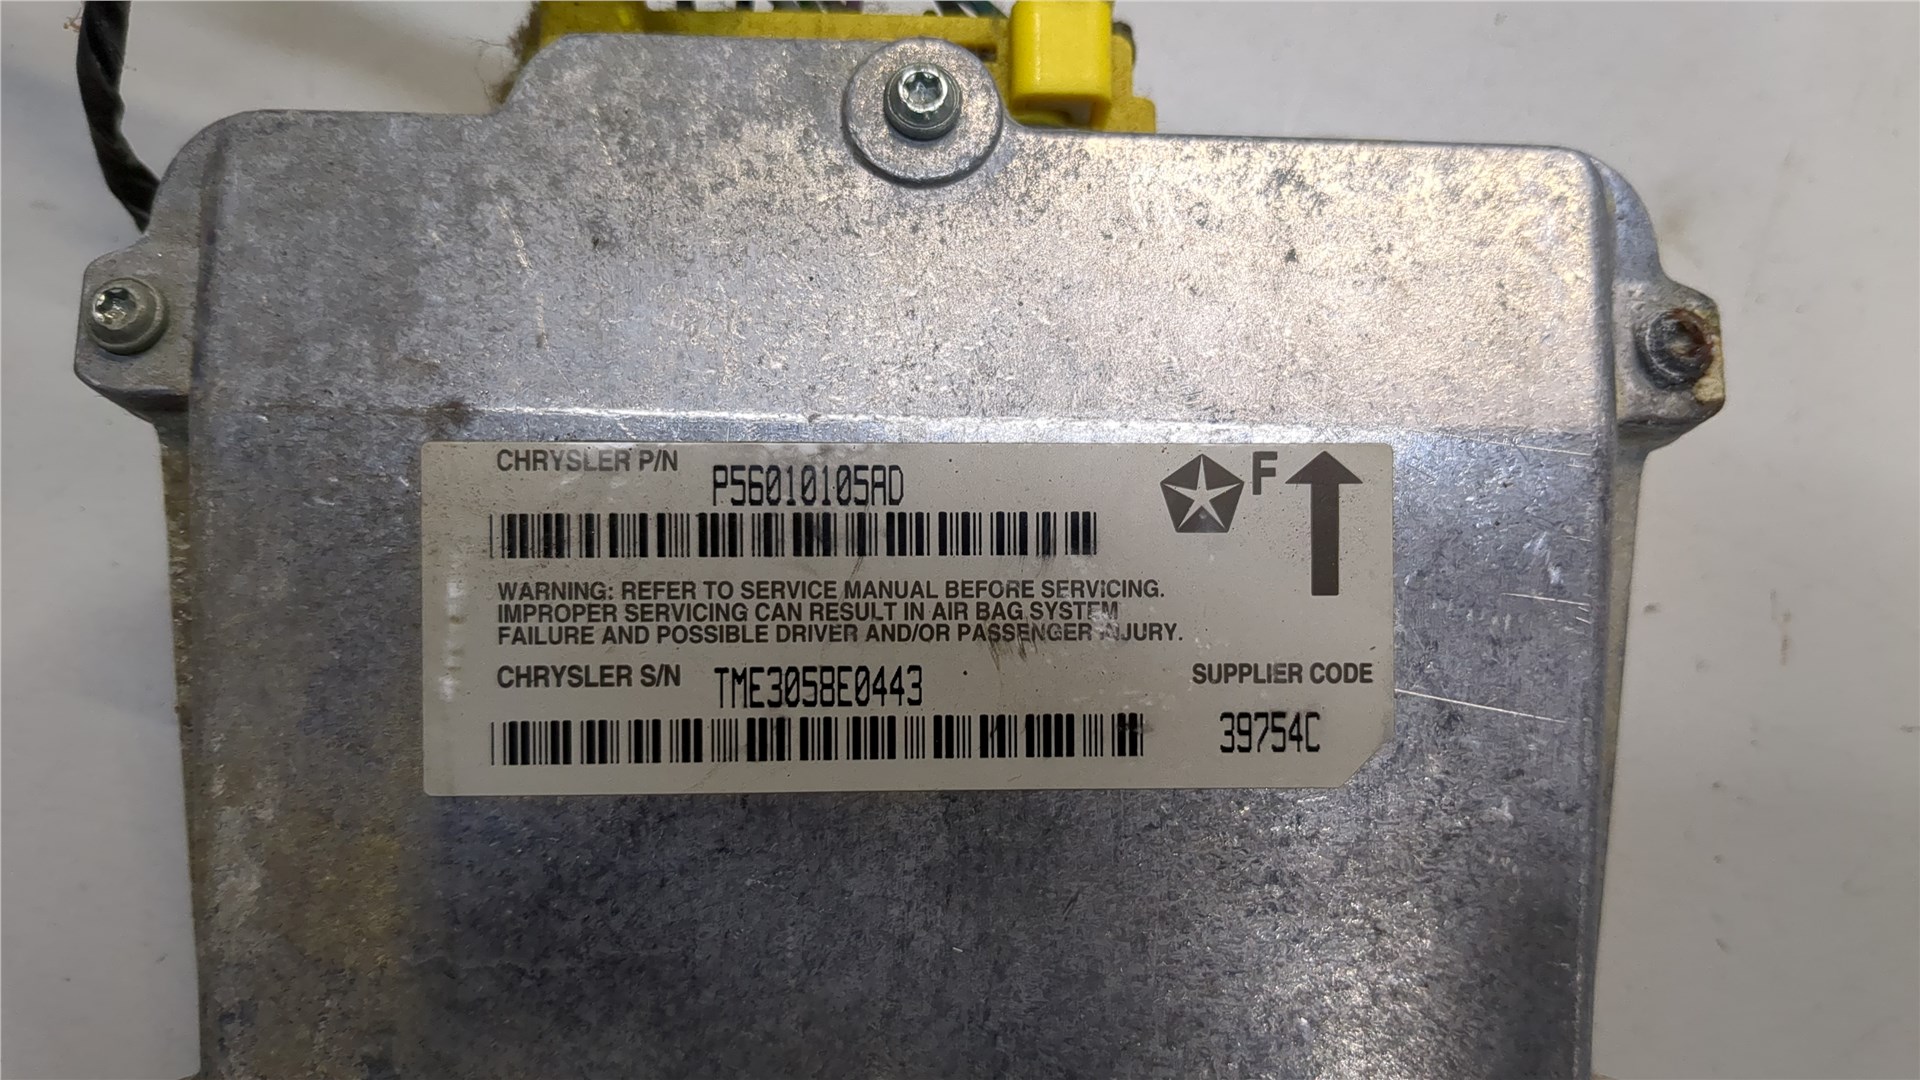 CHRYSLER P/N P56010105AD
F
WARNING: REFER TO SERVICE MANUAL BEFORE SERVICING.
IMPROPER SERVICING CAN RESULT IN AIR BAG SYSTEM
FAILURE AND POSSIBLE DRIVER AND/OR PASSENGER INJURY.
CHRYSLER S/N TME3058E0443
SUPPLIER CODE
39754C